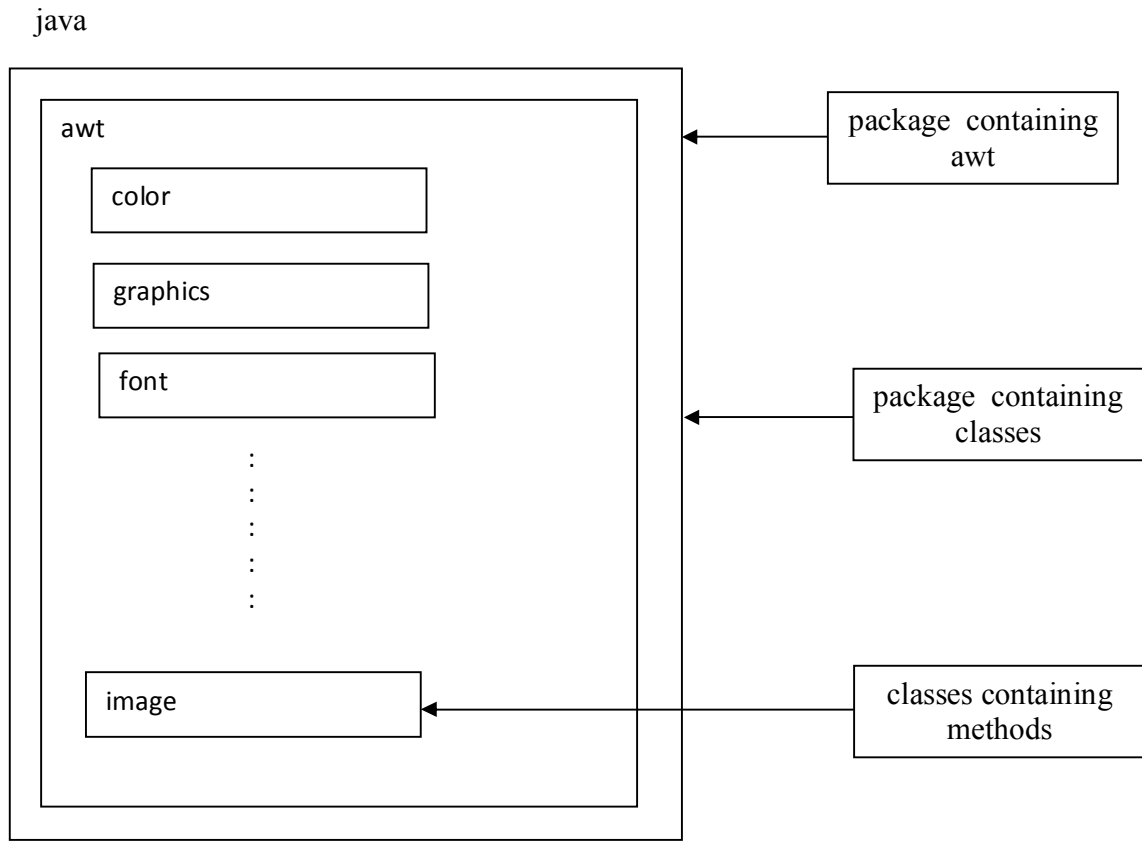 java
awt
package containing
awt
color
graphics
font
package containing
classes
:
:
:
:
:
image
classes containing
methods